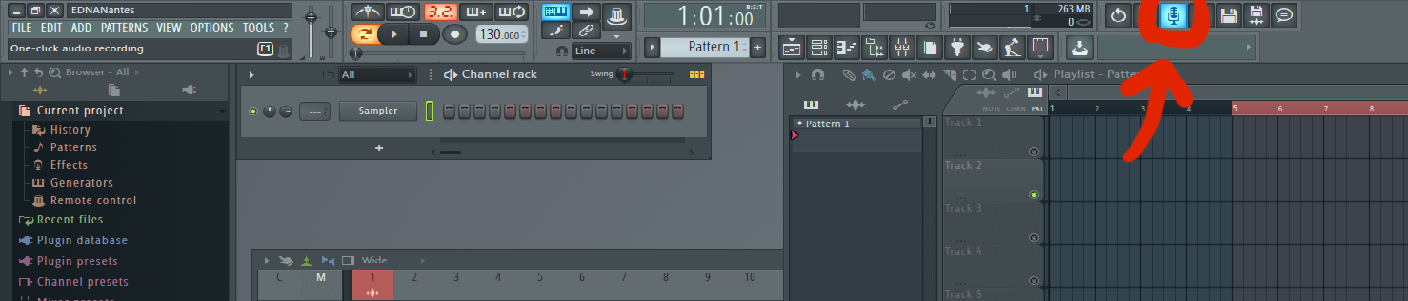 EDNANantes
FILE EDIT ADD PATTERNS VIEW OPTIONS TOOLS ?
One-click audio recording
F1
3.2.
130.000
Line
1:01:00
B:S:T
Pattern 1
+
1
263 MB
0
Browser - All
Current project
History
Patterns
Effects
Generators
Remote control
Recent files
Plugin database
Plugin presets
Channel presets
All
Channel rack
Swing
---
Sampler
+
Wide
C M 1 2 3 4 5 6 7 8 9 10
Playlist - Patte
NOTE CHAN PAT
1 2 3 4 5 6 7 8
Pattern 1
Track 1
...
Track 2
...
Track 3
...
Track 4
...
Track 5